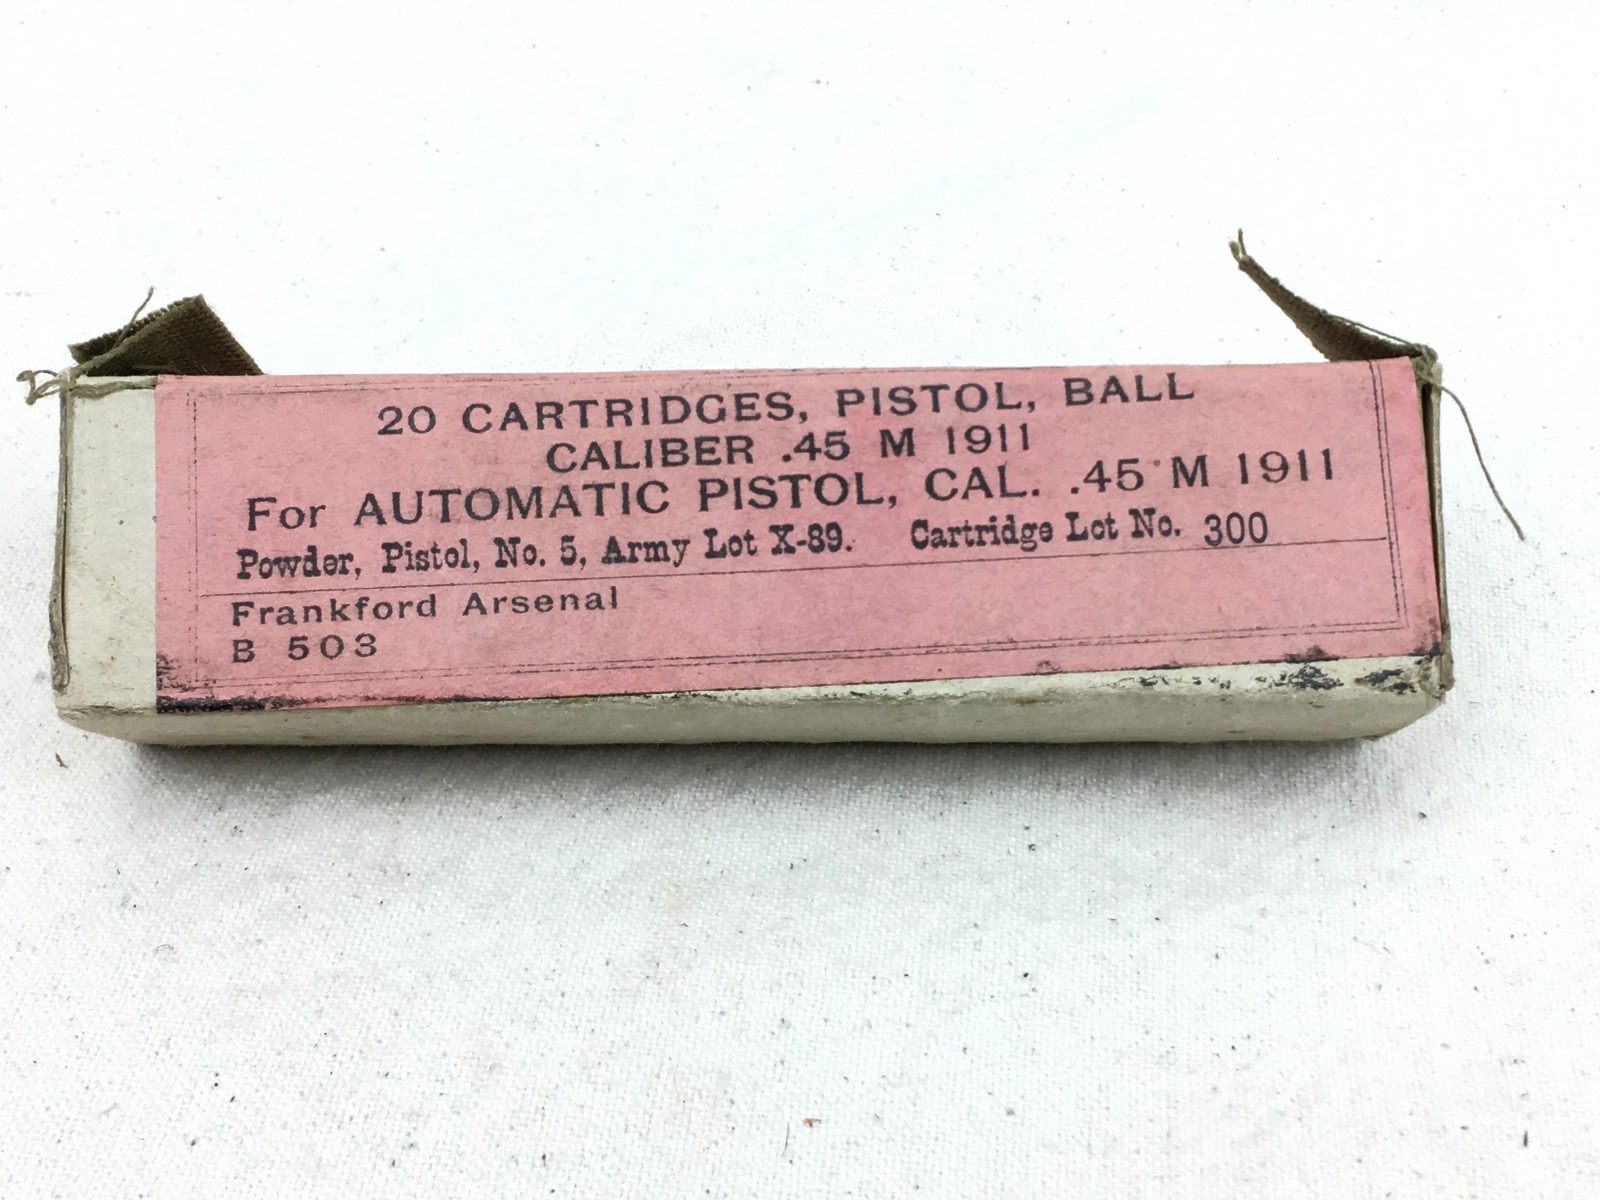 20 CARTRIDGES, PISTOL, BALL
CALIBER .45 M 1911
For AUTOMATIC PISTOL, CAL. .45 M 1911
Powder, Pistol, No. 5, Army Lot X-89. Cartridge Lot No. 300
Frankford Arsenal
B 503